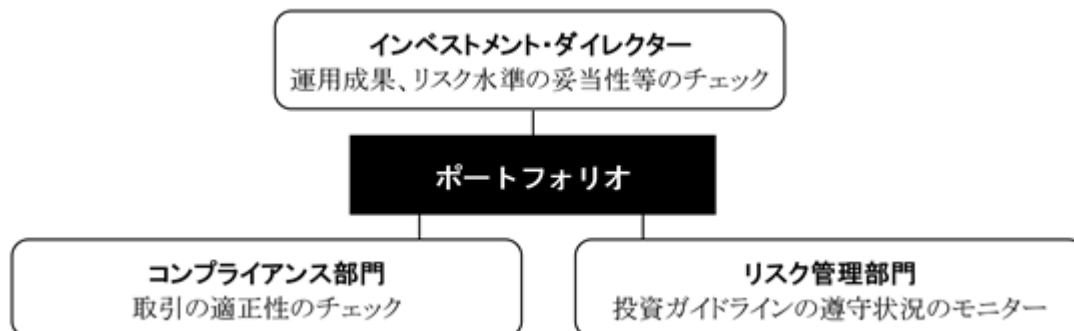 インベストメント・ダイレクター
運用成果、リスク水準の妥当性等のチェック
ポートフォリオ
コンプライアンス部門
取引の適正性のチェック
リスク管理部門
投資ガイドラインの遵守状況のモニター